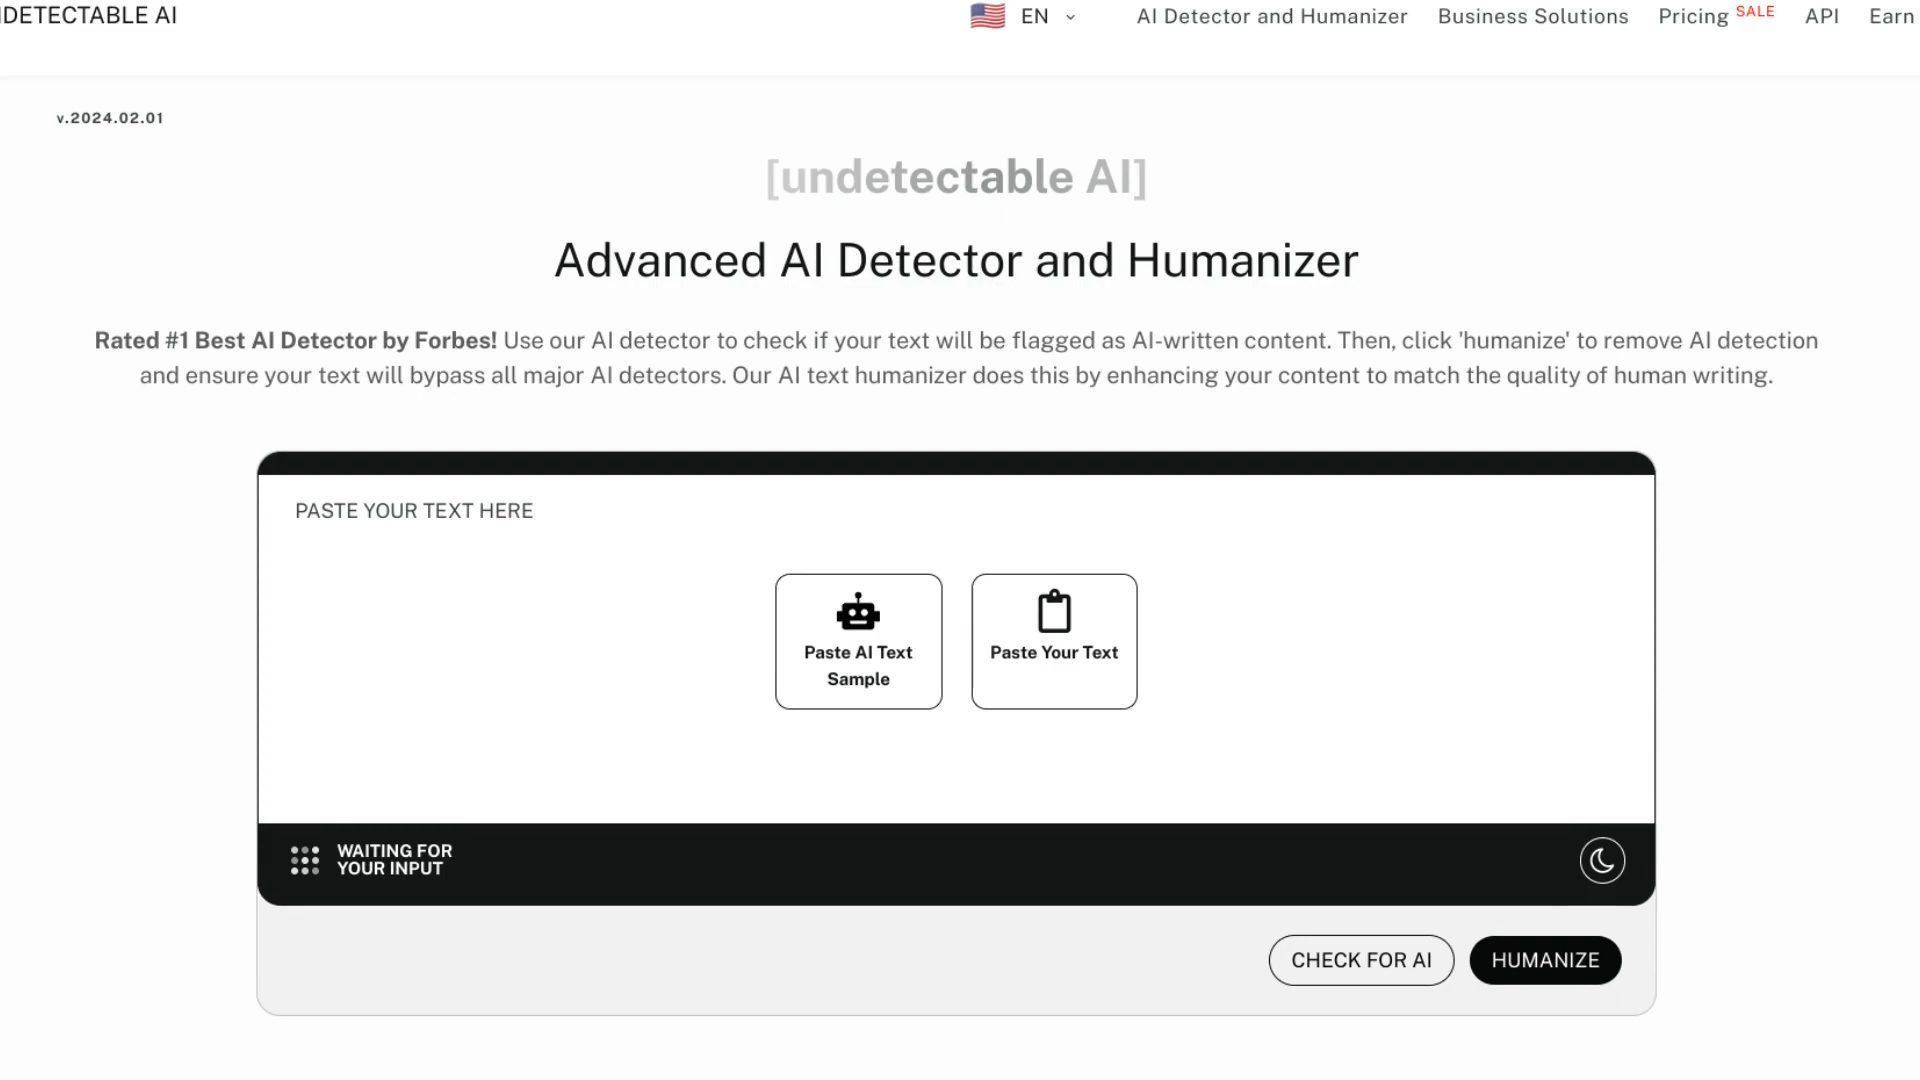 DETECTABLE AI
EN
AI Detector and Humanizer
Business Solutions
Pricing SALE
API
Earn
v.2024.02.01
[undetectable AI]
Advanced AI Detector and Humanizer
Rated #1 Best AI Detector by Forbes! Use our AI detector to check if your text will be flagged as AI-written content. Then, click 'humanize' to remove AI detection
and ensure your text will bypass all major AI detectors. Our AI text humanizer does this by enhancing your content to match the quality of human writing.
PASTE YOUR TEXT HERE
Paste AI Text
Sample
Paste Your Text
WAITING FOR
YOUR INPUT
CHECK FOR AI
HUMANIZE